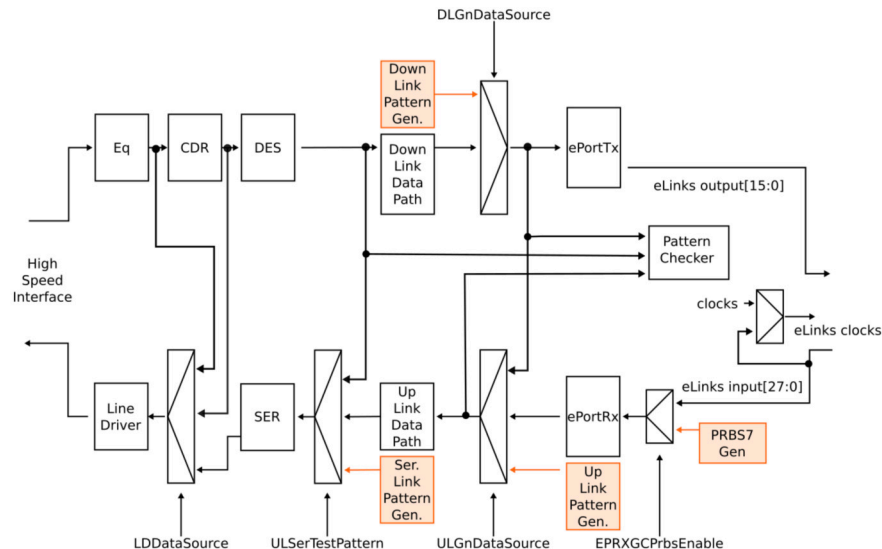 DLGnDataSource
Down
Link
Pattern
Gen.
Eq
CDR
DES
Down
Link
Data
Path
ePortTx
eLinks output[15:0]
Pattern
Checker
High
Speed
Interface
clocks
eLinks clocks
eLinks input[27:0]
Line
Driver
SER
Up
Link Data
Path
ePortRx
PRBS7
Gen
Ser.
Link
Pattern
Gen.
Up
Link
Pattern
Gen.
LDDataSource
ULSerTestPattern
ULGnDataSource
EPRXGCPrbsEnable